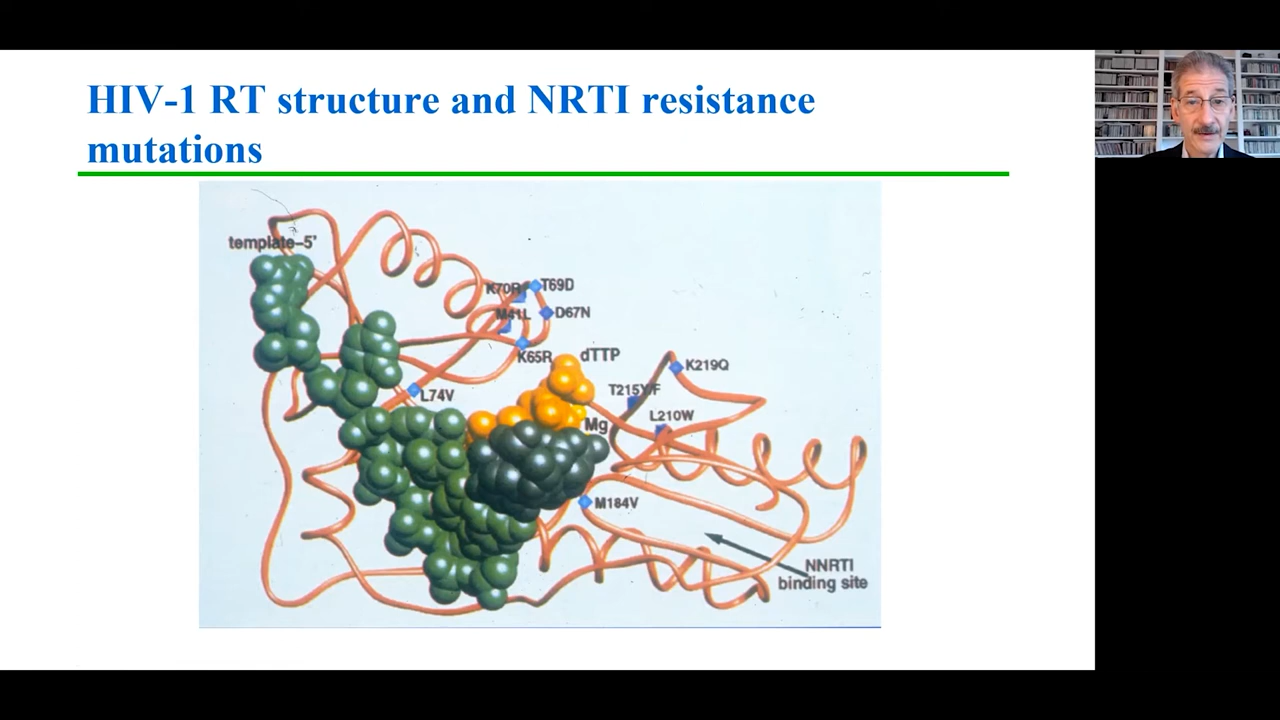 HIV-1 RT structure and NRTI resistance
mutations
template-5'
K70R
T69D
M41L
D67N
K65R
dTTP
K219Q
L74V
T215Y/F
L210W
Mg
M184V
NNRTI
binding site